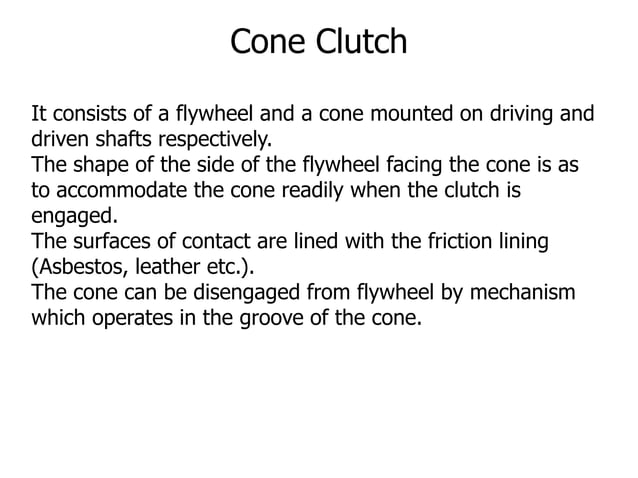 Cone Clutch
It consists of a flywheel and a cone mounted on driving and
driven shafts respectively.
The shape of the side of the flywheel facing the cone is as
to accommodate the cone readily when the clutch is
engaged.
The surfaces of contact are lined with the friction lining
(Asbestos, leather etc.).
The cone can be disengaged from flywheel by mechanism
which operates in the groove of the cone.